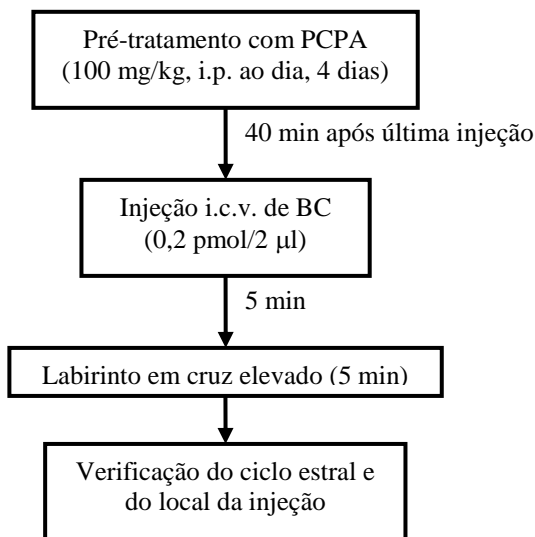 Pré-tratamento com PCPA
(100 mg/kg, i.p. ao dia, 4 dias)
40 min após última injeção
Injeção i.c.v. de BC
(0,2 pmol/2 μl)
5 min
Labirinto em cruz elevado (5 min)
Verificação do ciclo estral e
do local da injeção